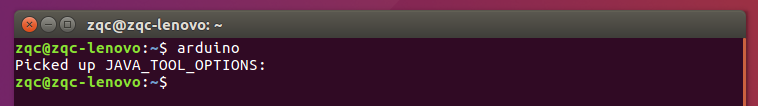 zqc@zqc-lenovo: ~
zqc@zqc-lenovo:~$ arduino
Picked up JAVA_TOOL_OPTIONS:
zqc@zqc-lenovo:~$